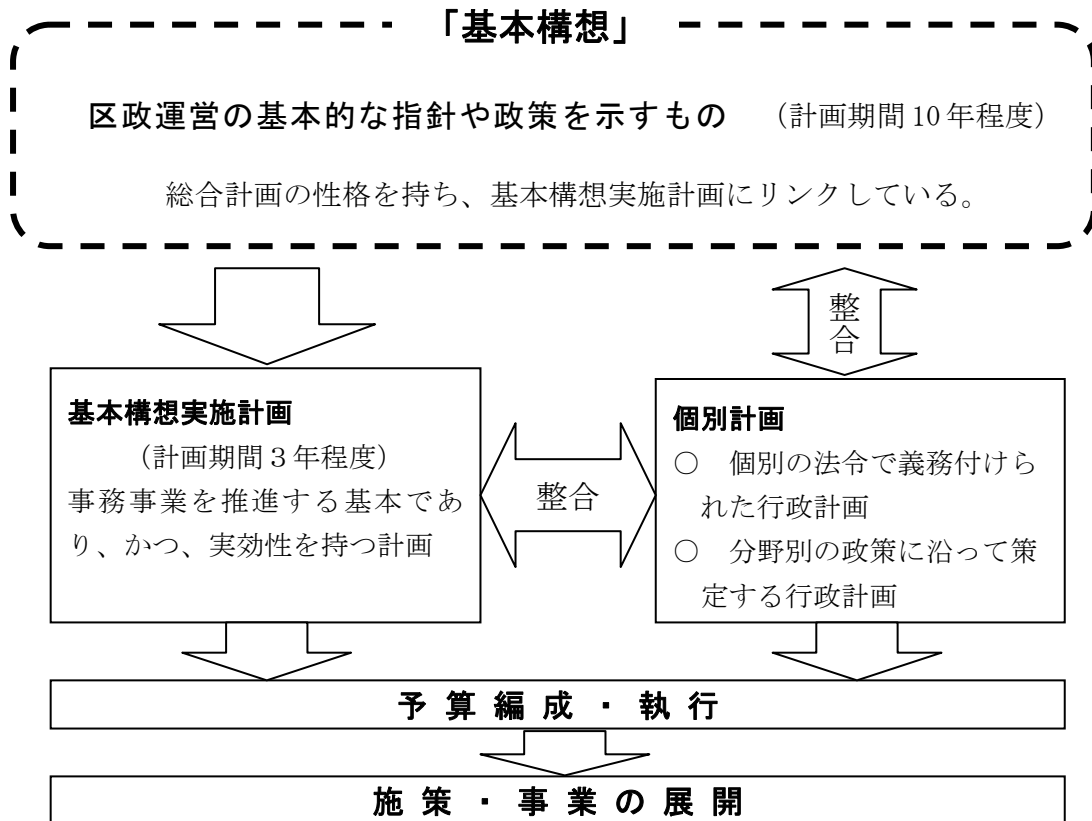 「基本構想」
区政運営の基本的な指針や政策を示すもの （計画期間 10 年程度）
総合計画の性格を持ち、基本構想実施計画にリンクしている。
整合
基本構想実施計画
（計画期間３年程度）
事務事業を推進する基本であ
り、かつ、実効性を持つ計画
整合
個別計画
○ 個別の法令で義務付けら
れた行政計画
○ 分野別の政策に沿って策
定する行政計画
予算編成・執行
施策・事業の展開